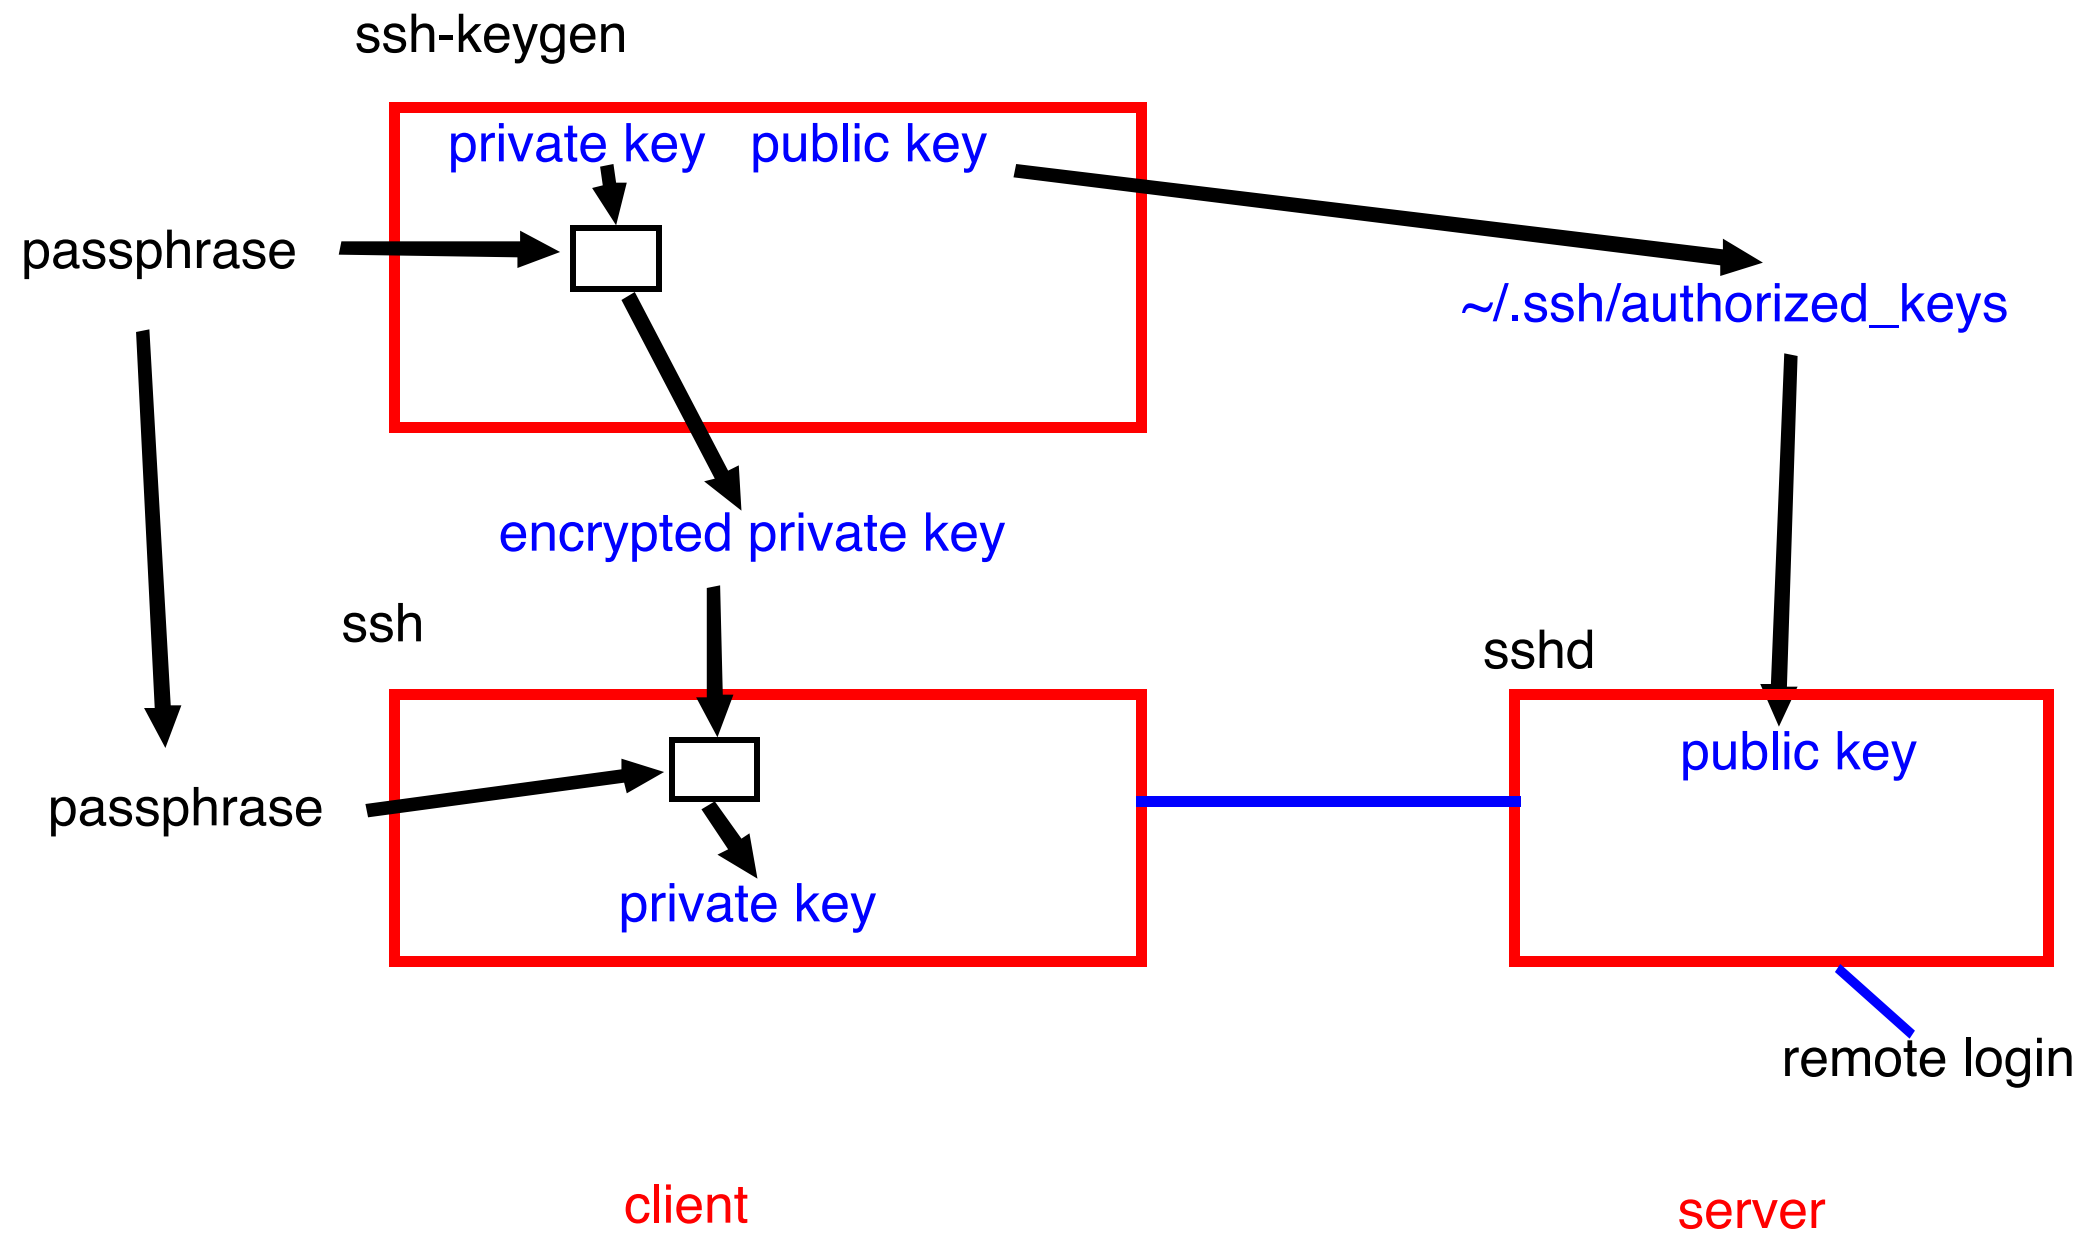 ssh-keygen
private key public key
passphrase
~/.ssh/authorized_keys
encrypted private key
ssh
sshd
public key
passphrase
private key
remote login
client
server